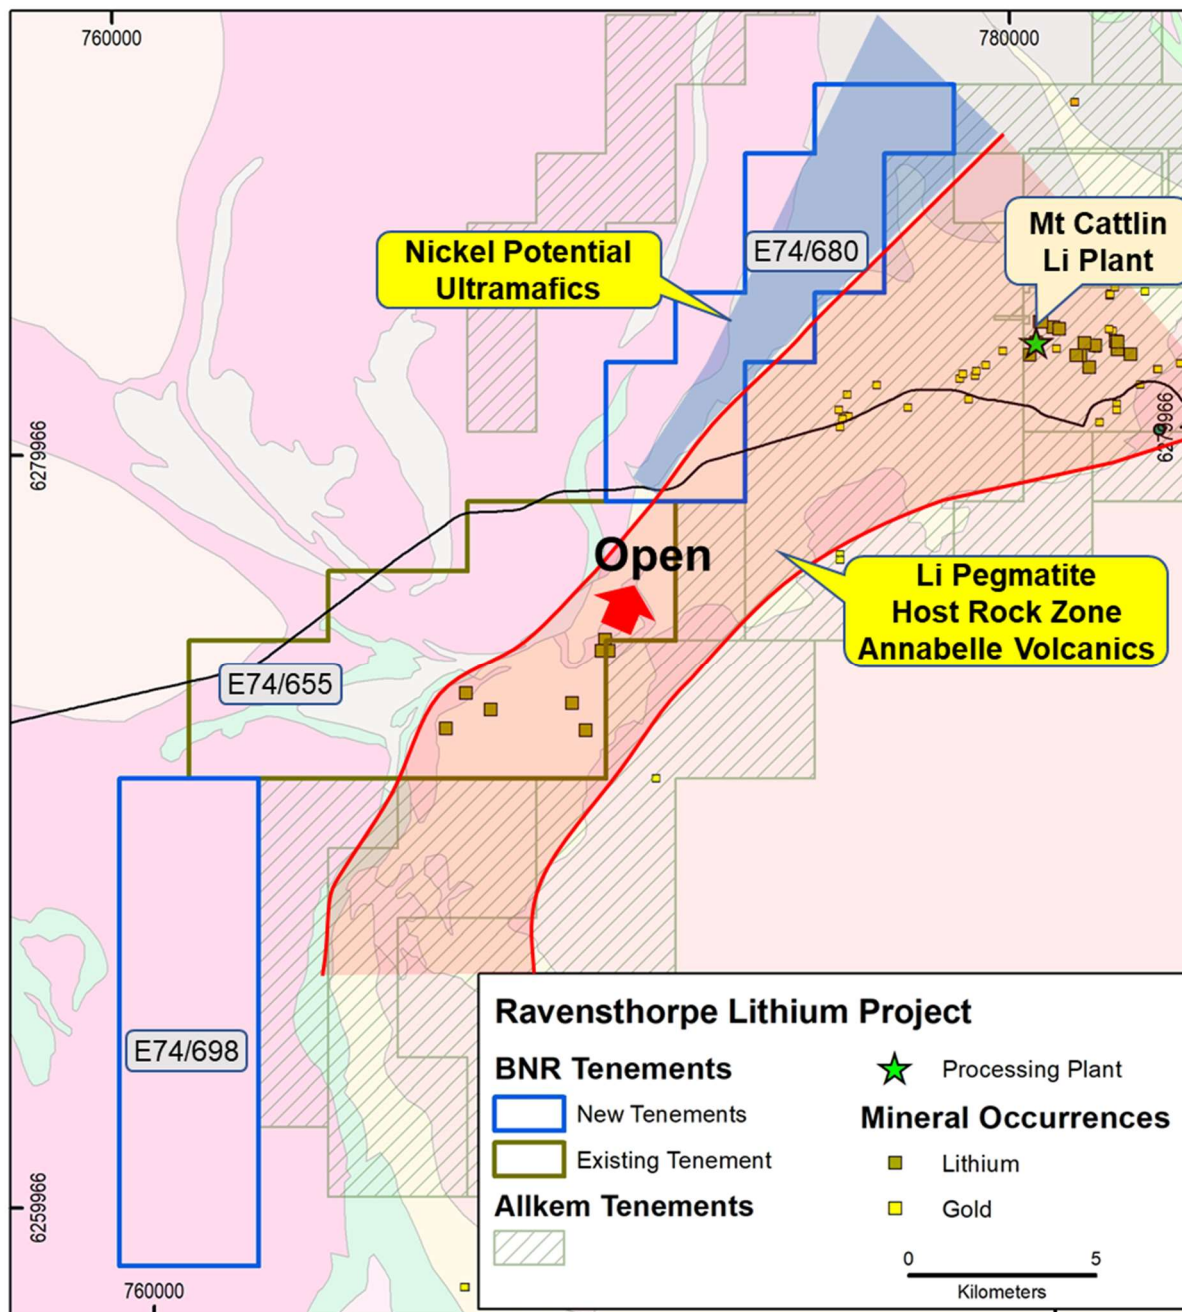 760000
780000
Mt Cattlin
Li Plant
Nickel Potential
Ultramafics
E74/680
6279966
6279966
Open
Li Pegmatite
Host Rock Zone
Annabelle Volcanics
E74/655
E74/698
6259966
760000
Ravensthorpe Lithium Project
BNR Tenements
New Tenements
Existing Tenement
Allkem Tenements
Processing Plant
Mineral Occurrences
Lithium
Gold
0 5
Kilometers